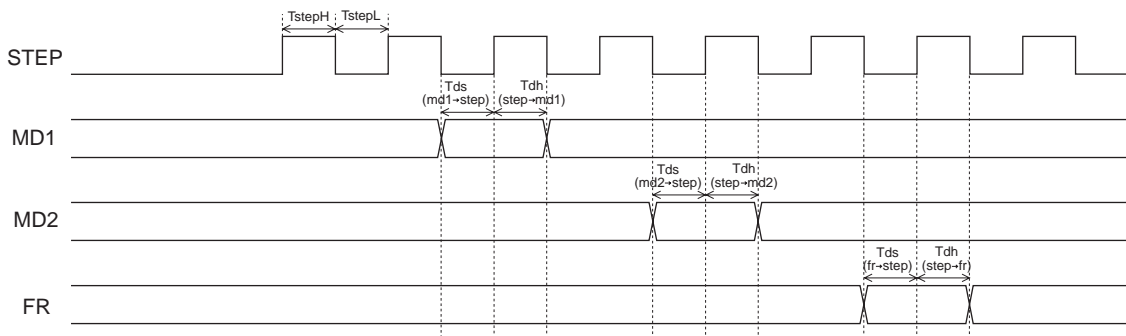 TstepH TstepL
STEP
Tds Tdh
(md1→step) (step→md1)
MD1
Tds Tdh
(md2→step) (step→md2)
MD2
Tds Tdh
(fr→step) (step→fr)
FR